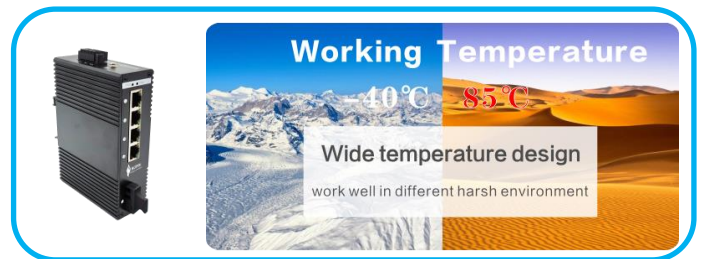 Working Temperature
-40℃ 85℃
Wide temperature design
work well in different harsh environment